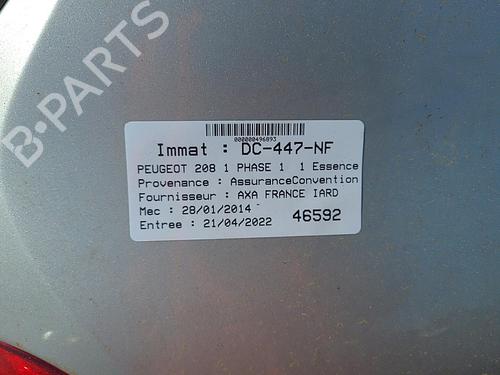 B-PARTS
000000496893
Immat : DC-447-NF
PEUGEOT 208 1 PHASE 1 1 Essence
Provenance : AssuranceConvention
Fournisseur : AXA FRANCE IARD
Mec : 28/01/2014
46592
Entree : 21/04/2022